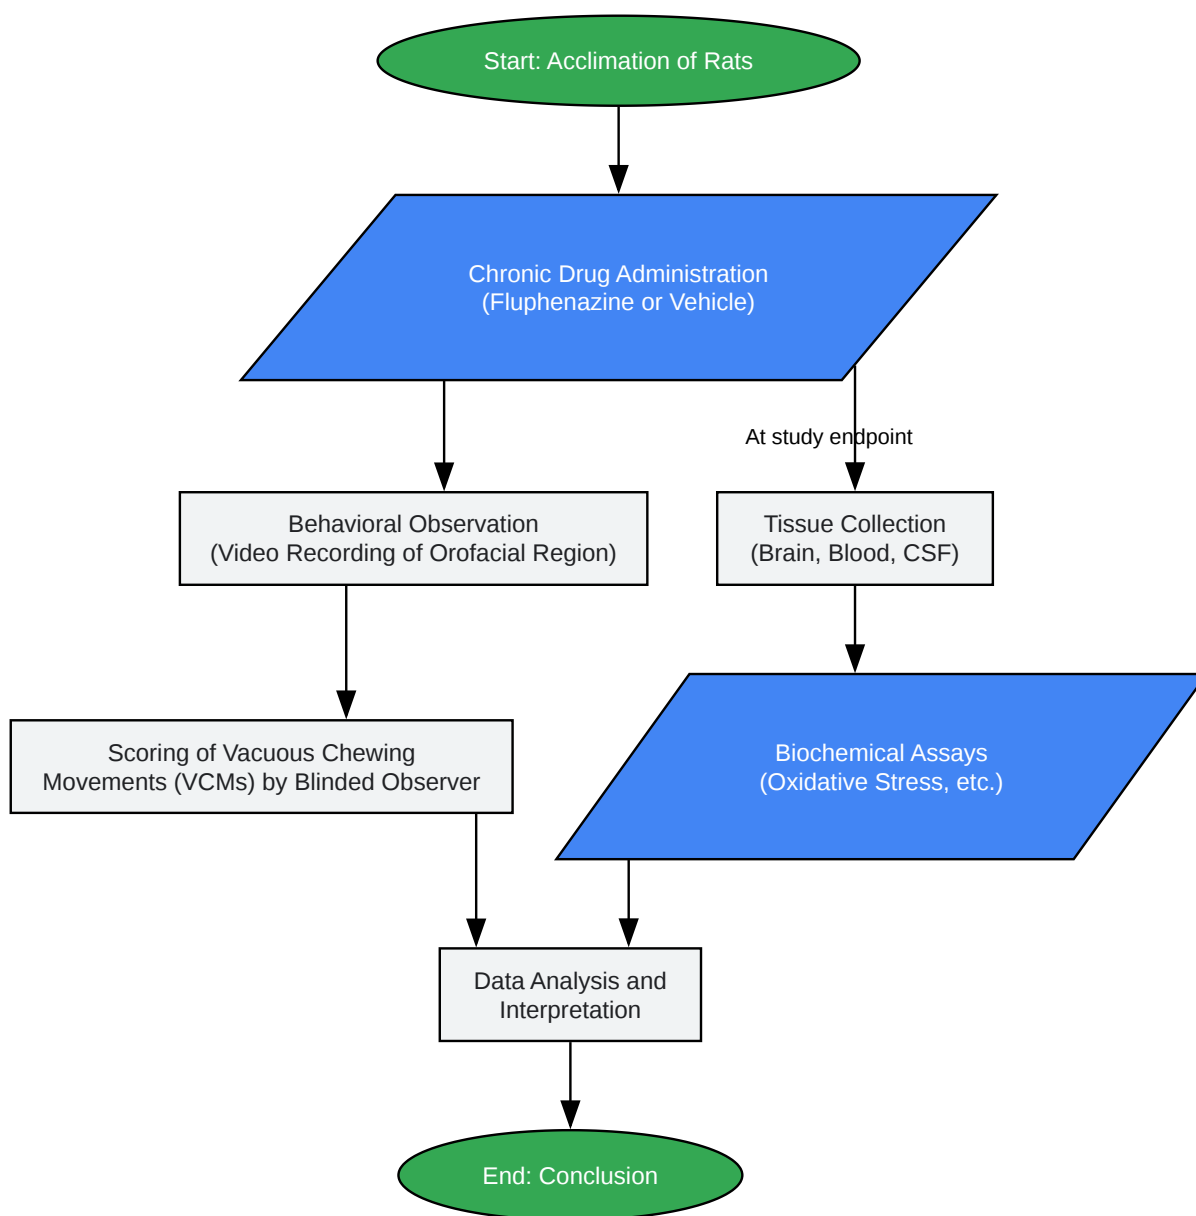 Start: Acclimation of Rats
Chronic Drug Administration
(Fluphenazine or Vehicle)
At study endpoint
Behavioral Observation
(Video Recording of Orofacial Region)
Tissue Collection
(Brain, Blood, CSF)
Scoring of Vacuous Chewing
Movements (VCMs) by Blinded Observer
Biochemical Assays
(Oxidative Stress, etc.)
Data Analysis and
Interpretation
End: Conclusion